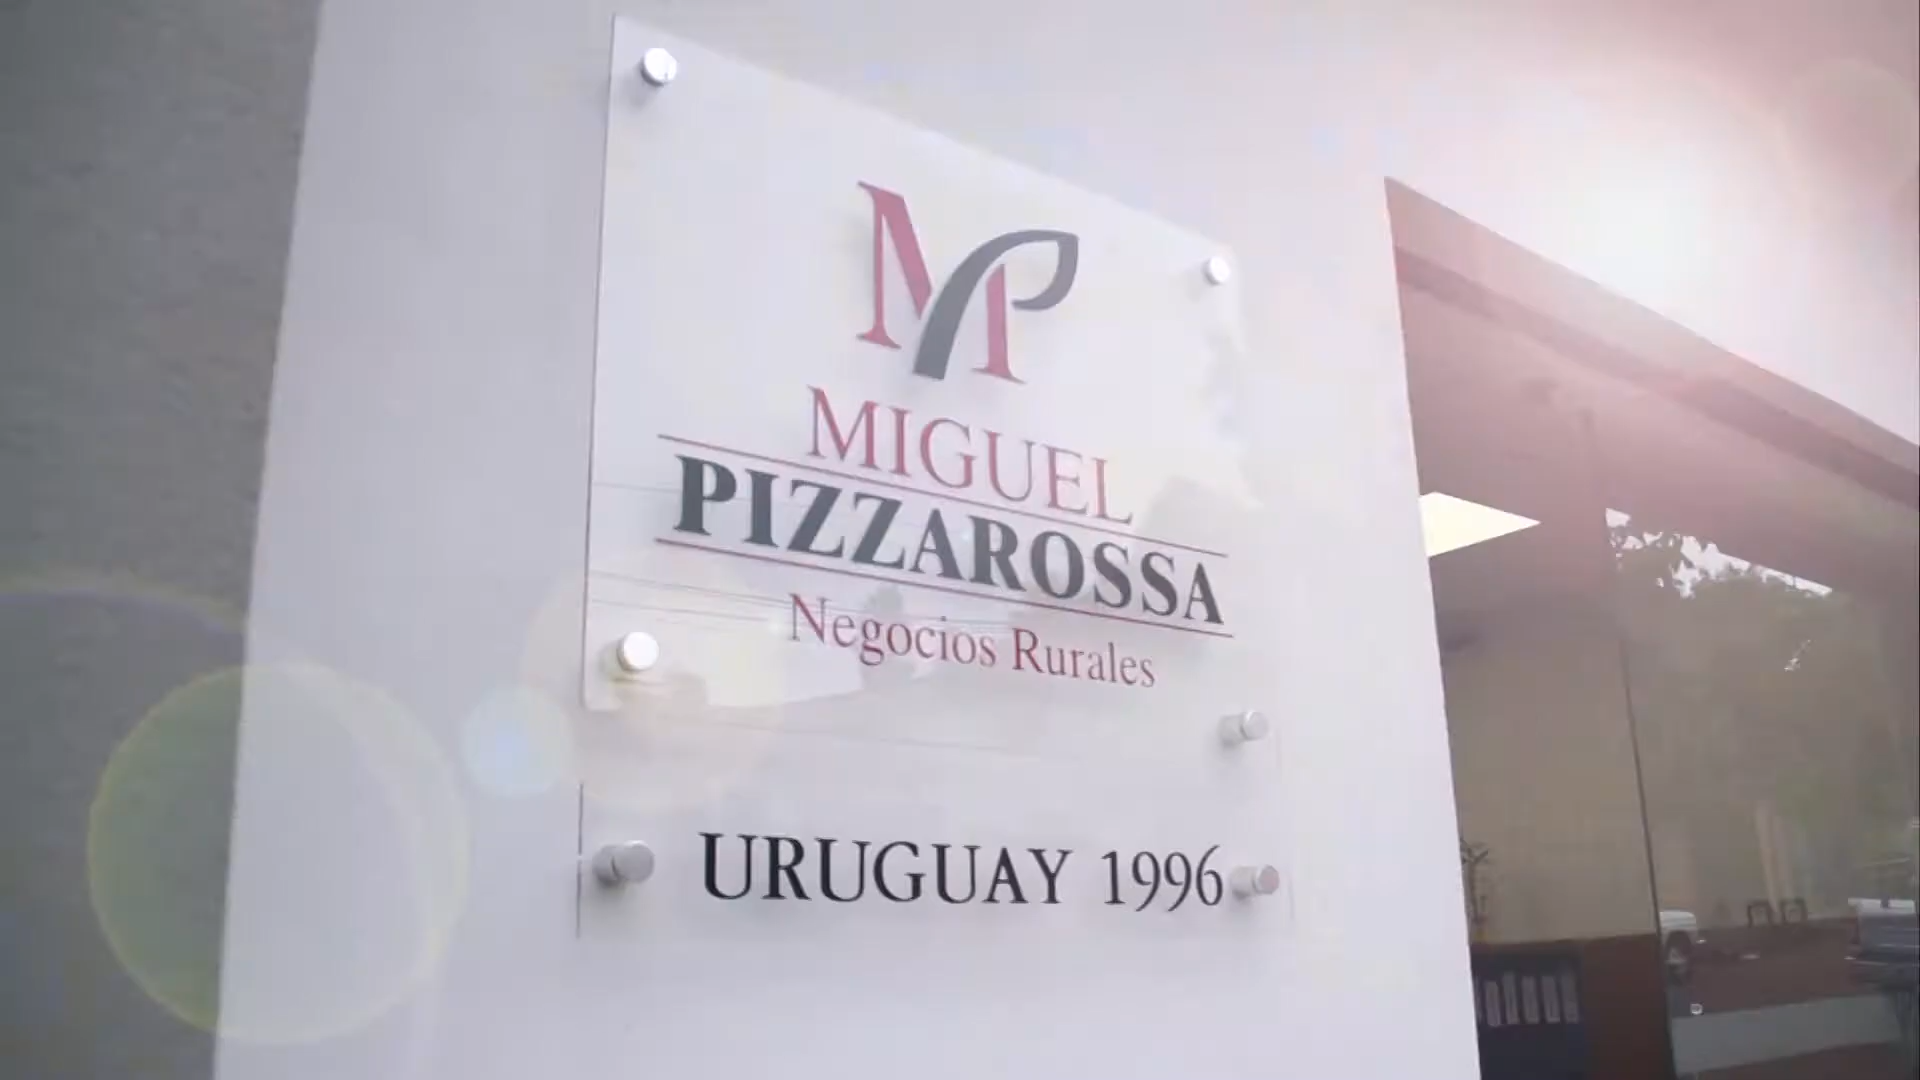 MP
MIGUEL
PIZZAROSSA
Negocios Rurales
URUGUAY 1996